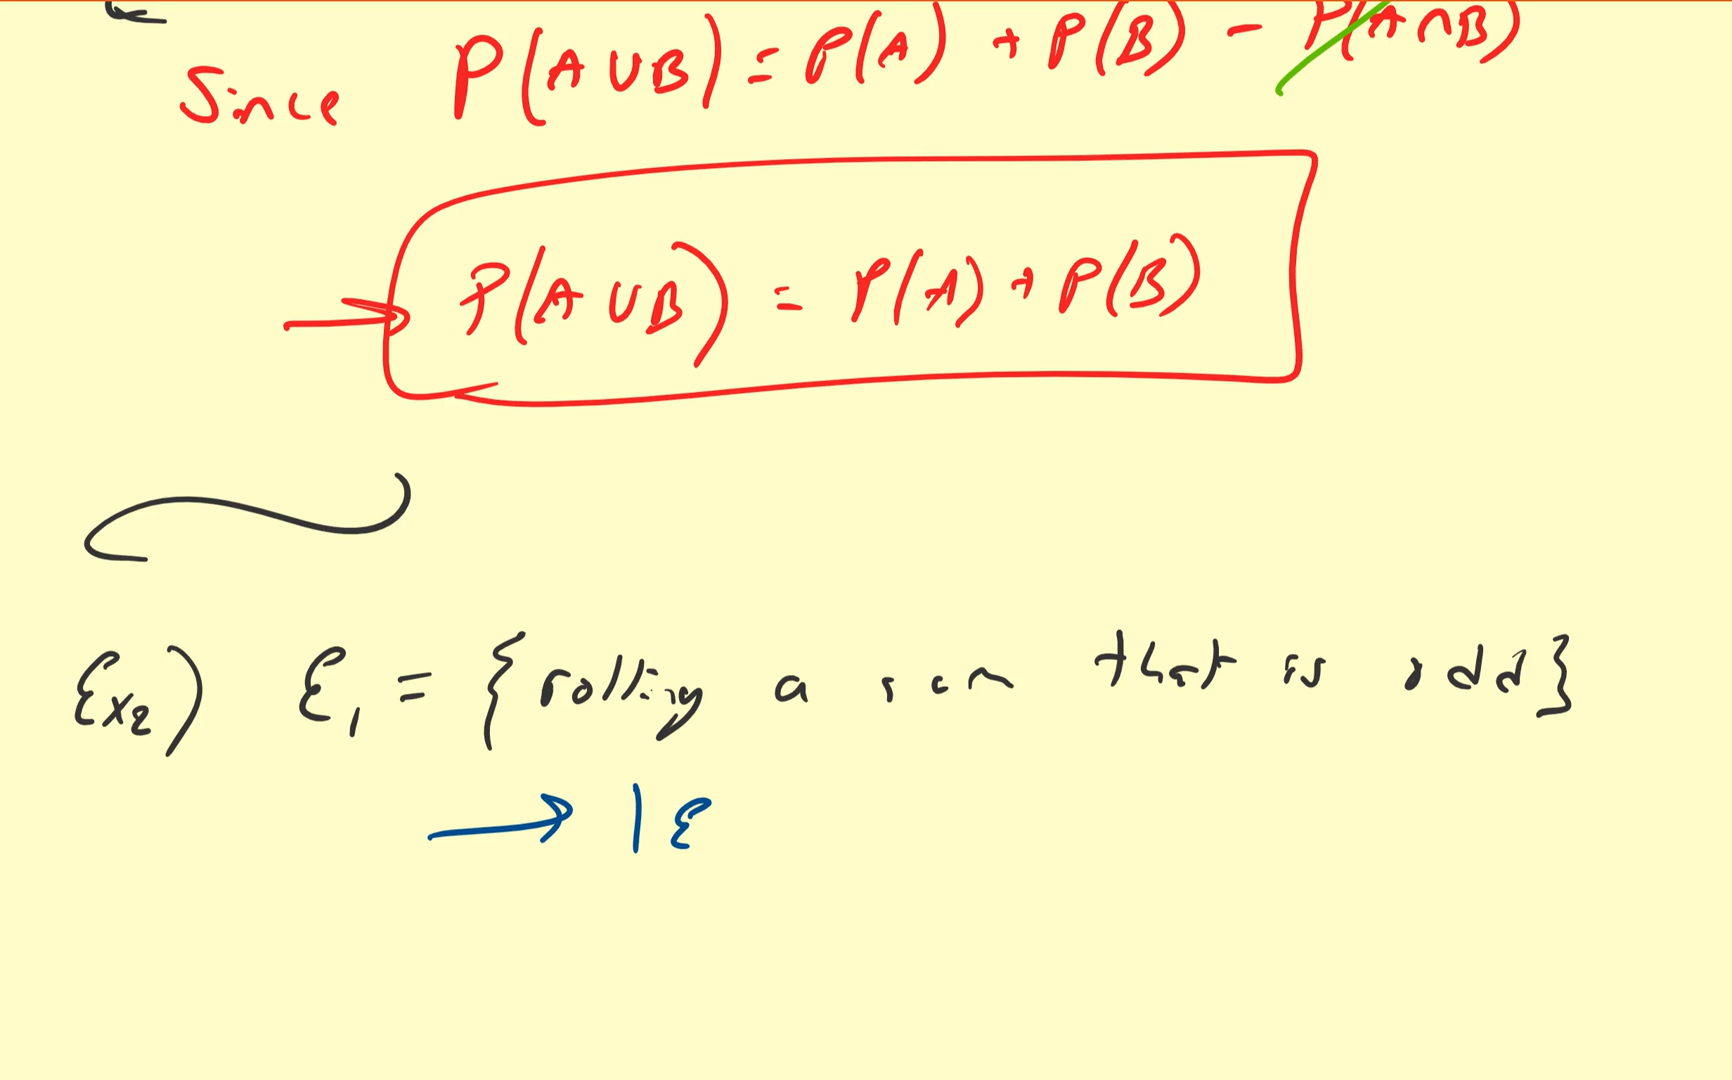 Since P(A∪B) = P(A) + P(B) - P(A∩B)
P(A∪B) = P(A) + P(B)
Ex2) E₁ = {rolling a sum that is odd}
→ |E